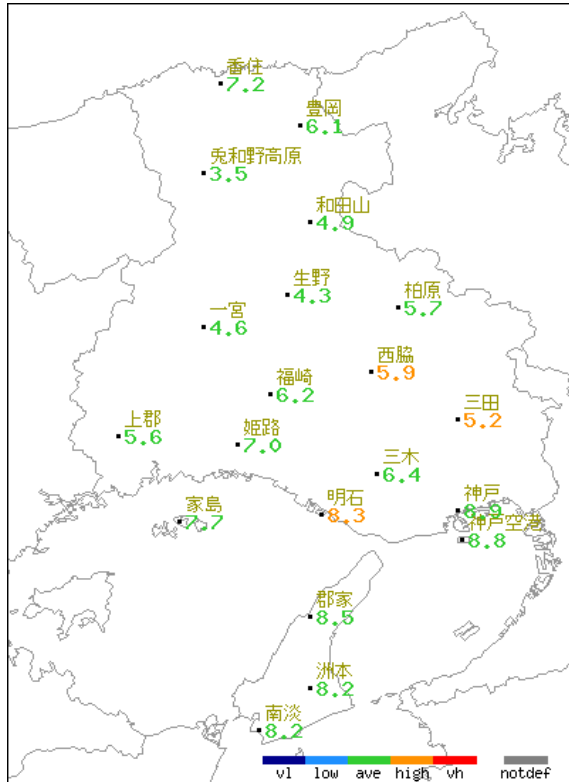 香住
7.2
豊岡
6.1
兎和野高原
3.5
和田山
4.9
生野
4.3
柏原
5.7
一宮
4.6
西脇
5.9
福崎
6.2
三田
5.2
上郡
5.6
姫路
7.0
三木
6.4
家島
7.7
明石
8.3
神戸
6.9
神戸空港
8.8
郡家
8.5
洲本
8.2
南淡
8.2
vl low ave high vh notdef